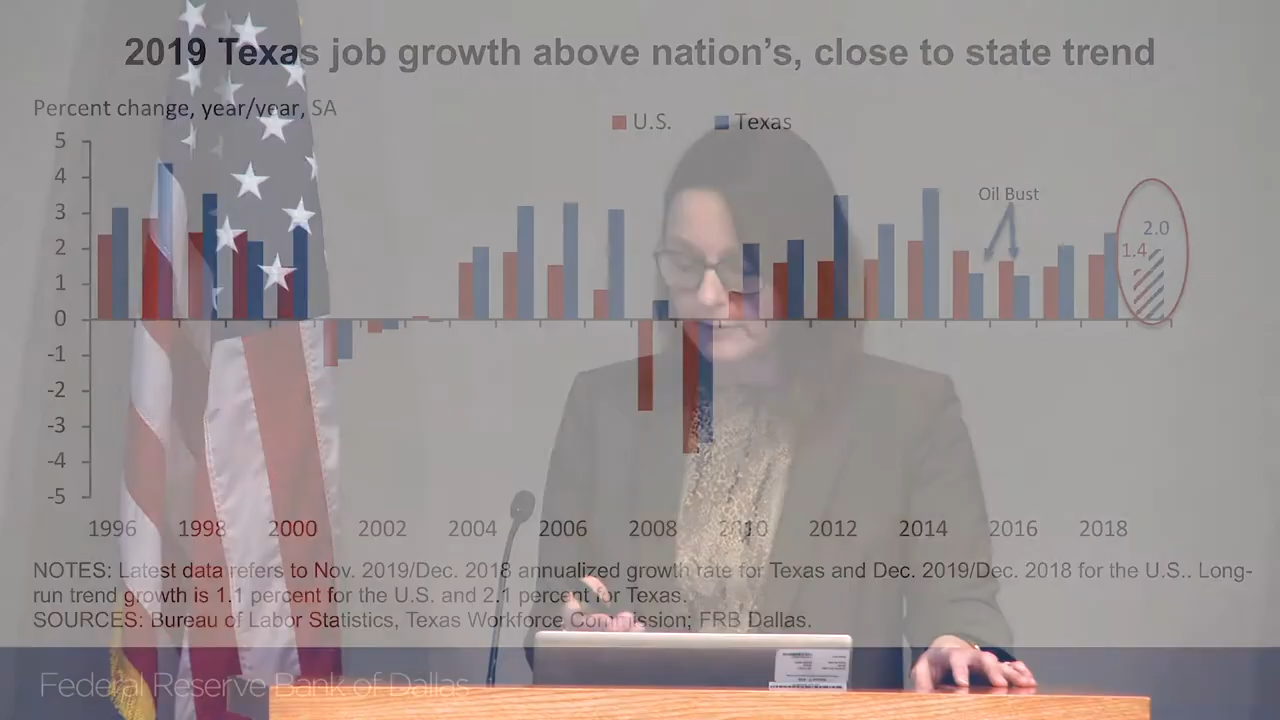 2019 Texas job growth above nation's, close to state trend
Percent change, year/year, SA
U.S. Texas
5
4
3
2
1
0
-1
-2
-3
-4
-5
Oil Bust
2.0
1.4
1996 1998 2000 2002 2004 2006 2008 2010 2012 2014 2016 2018
NOTES: Latest data refers to Nov. 2019/Dec. 2018 annualized growth rate for Texas and Dec. 2019/Dec. 2018 for the U.S.. Long-
run trend growth is 1.1 percent for the U.S. and 2.1 percent for Texas.
SOURCES: Bureau of Labor Statistics, Texas Workforce Commission; FRB Dallas.
Federal Reserve Bank of Dallas